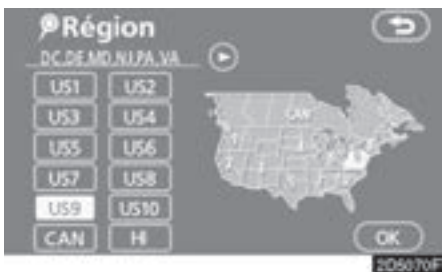 Région
DC,DE,MD,NJ,PA,VA
US1 US2
US3 US4
US5 US6
US7 US8
US9 US10
CAN HI
CAN
OK
2D5070F